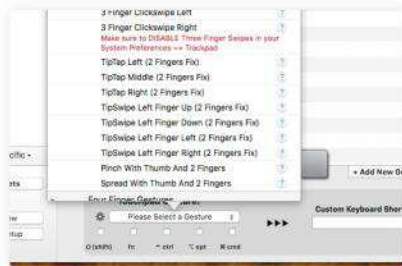 3 Finger Clickswipe Left
3 Finger Clickswipe Right
Make sure to DISABLE Three Finger Swipes in your
System Preferences => Trackpad
TipTap Left (2 Fingers Fix)
TipTap Middle (2 Fingers Fix)
TipTap Right (2 Fingers Fix)
TipSwipe Left Finger Up (2 Fingers Fix)
TipSwipe Left Finger Down (2 Fingers Fix)
TipSwipe Left Finger Left (2 Fingers Fix)
TipSwipe Left Finger Right (2 Fingers Fix)
Pinch With Thumb And 2 Fingers
Spread With Thumb And 2 Fingers
Four Finger Gestures
cific
ets
+ Add New Ge
Please Select a Gesture
Custom Keyboard Shor
(shift) fn ^ ctrl ⌥ opt ⌘ cmd